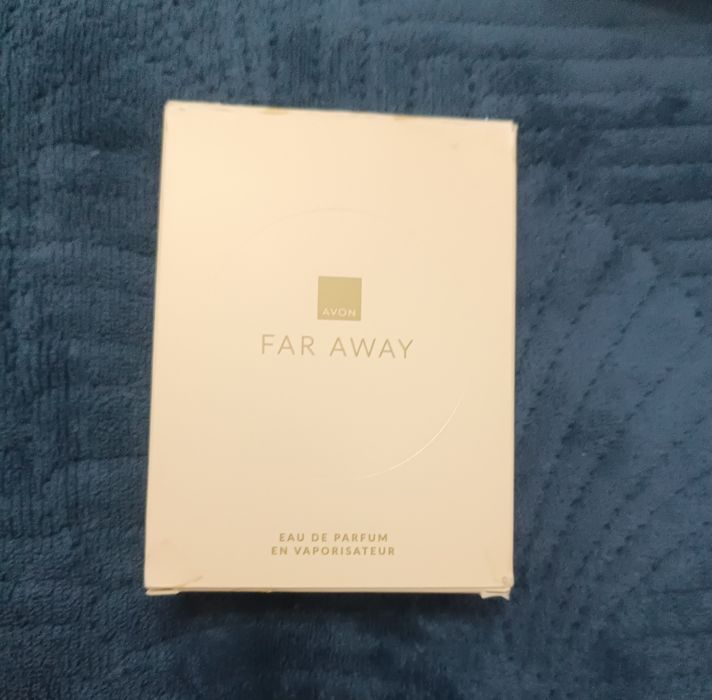 AVON
FAR AWAY
EAU DE PARFUM
EN VAPORISATEUR